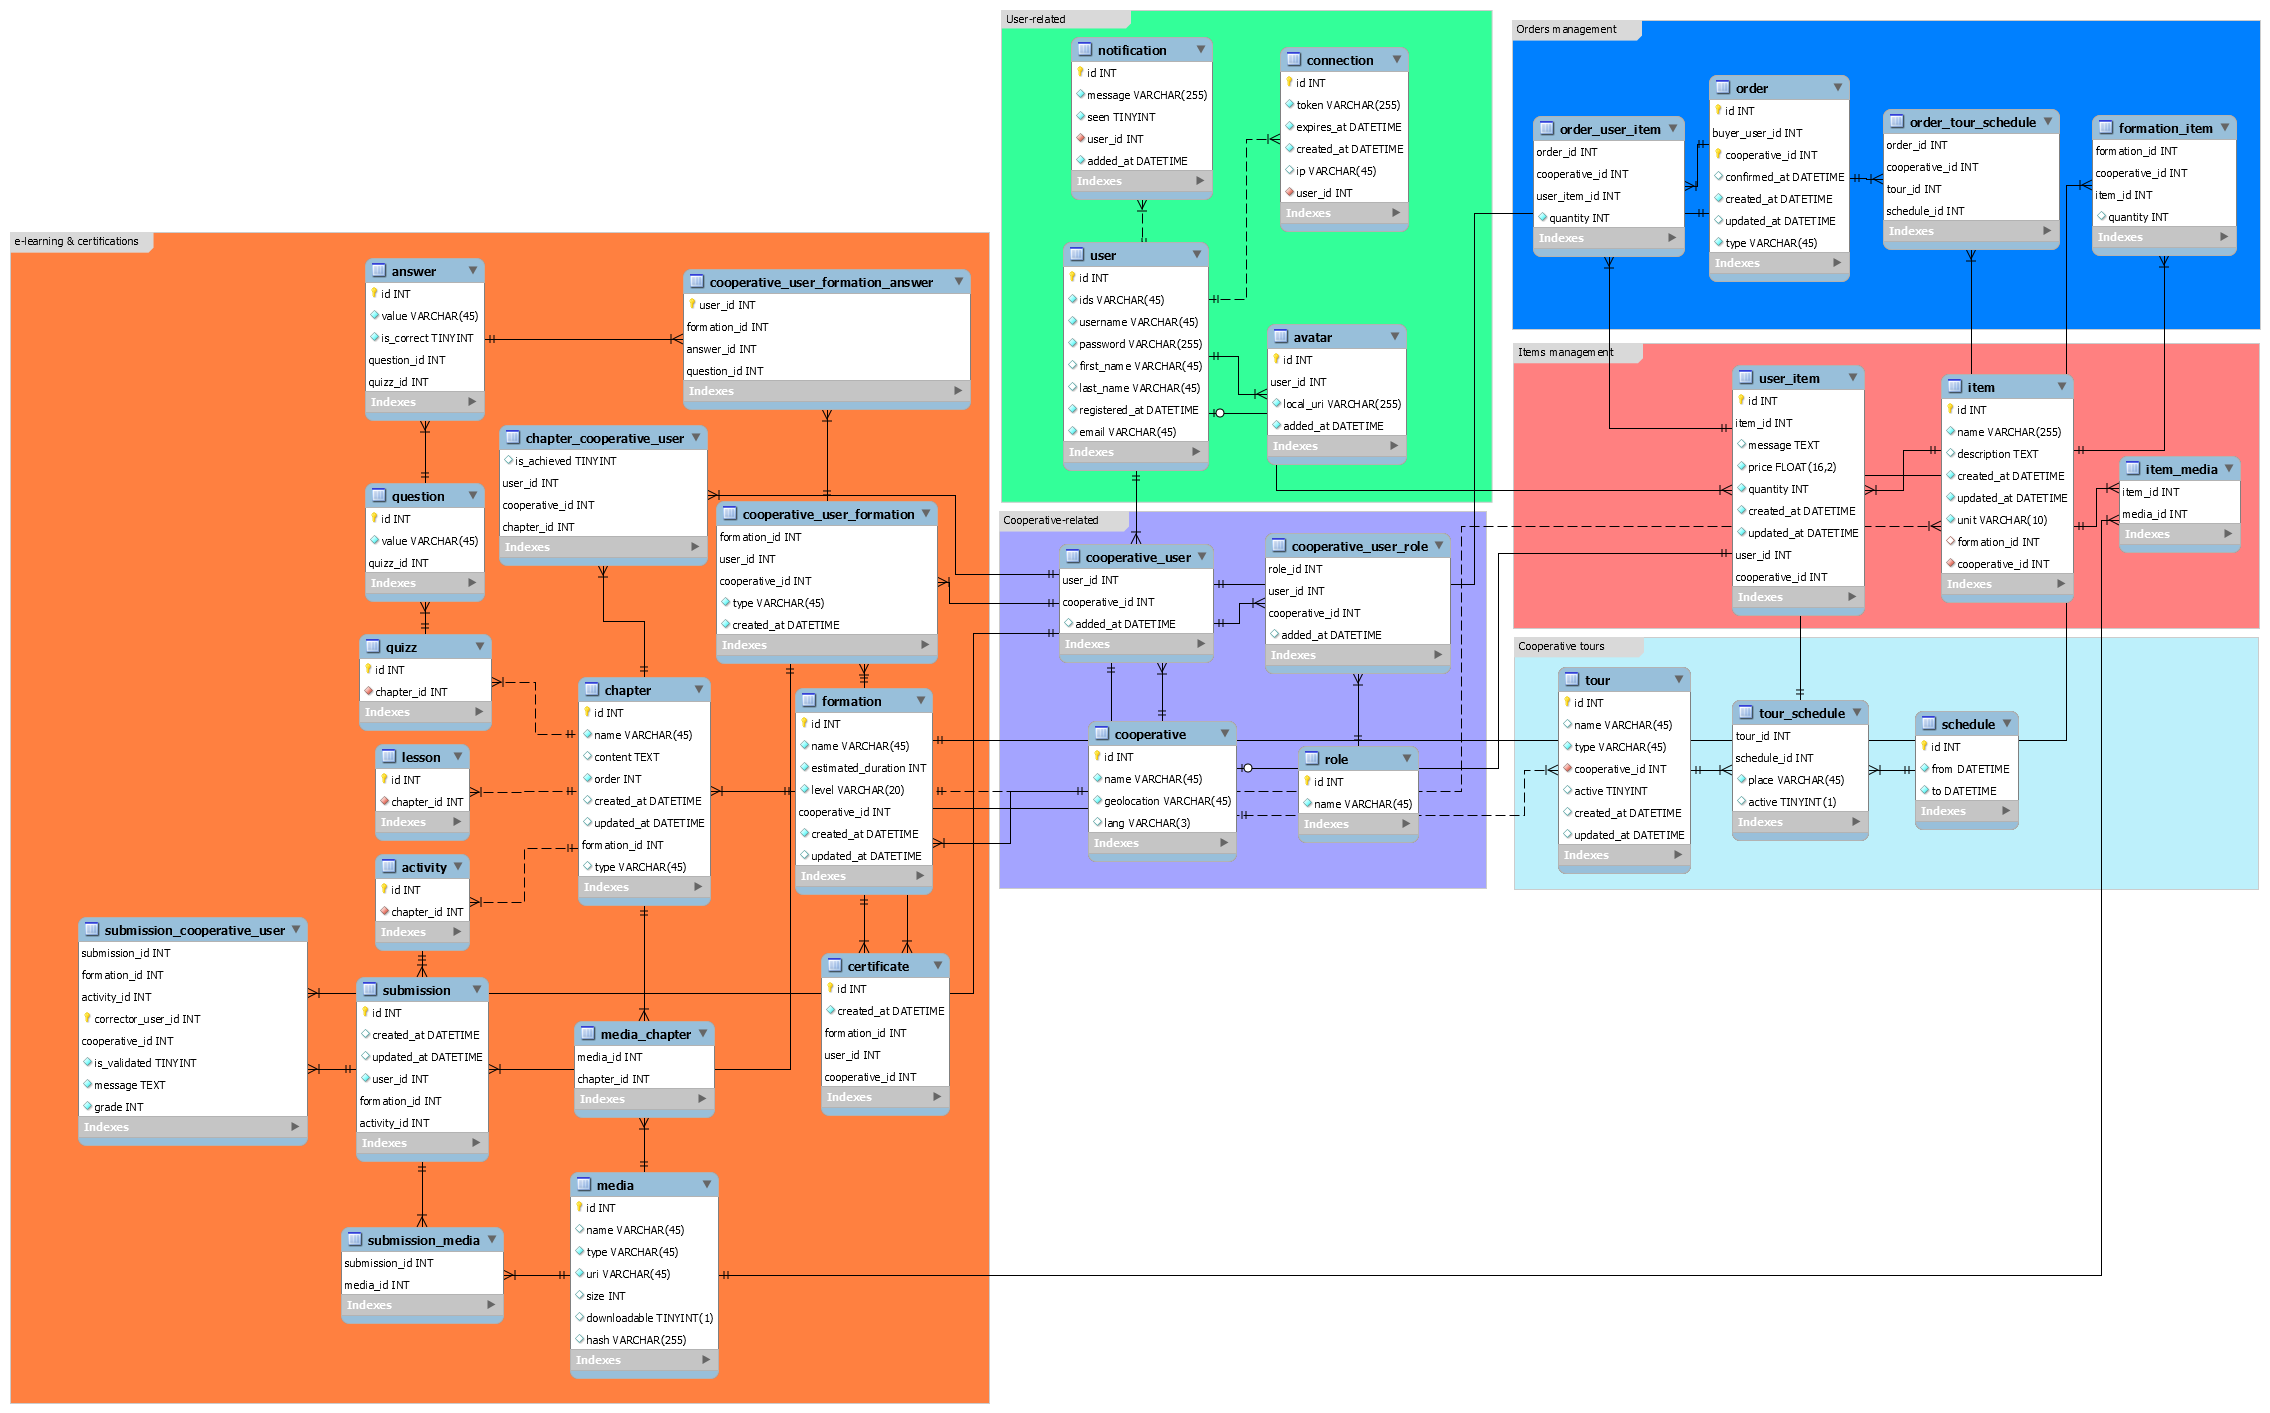 User-related
notification
id INT
message VARCHAR(255)
seen TINYINT
user_id INT
added_at DATETIME
Indexes
connection
id INT
token VARCHAR(255)
expires_at DATETIME
created_at DATETIME
ip VARCHAR(45)
user_id INT
Indexes
user
id INT
ids VARCHAR(45)
username VARCHAR(45)
password VARCHAR(255)
first_name VARCHAR(45)
last_name VARCHAR(45)
registered_at DATETIME
email VARCHAR(45)
Indexes
avatar
id INT
user_id INT
local_uri VARCHAR(255)
added_at DATETIME
Indexes
Orders management
order_user_item
order_id INT
cooperative_id INT
user_item_id INT
quantity INT
Indexes
order
id INT
buyer_user_id INT
cooperative_id INT
confirmed_at DATETIME
created_at DATETIME
updated_at DATETIME
type VARCHAR(45)
Indexes
order_tour_schedule
order_id INT
cooperative_id INT
tour_id INT
schedule_id INT
Indexes
formation_item
formation_id INT
cooperative_id INT
item_id INT
quantity INT
Indexes
e-learning & certifications
answer
id INT
value VARCHAR(45)
is_correct TINYINT
question_id INT
quizz_id INT
Indexes
cooperative_user_formation_answer
user_id INT
formation_id INT
answer_id INT
question_id INT
Indexes
chapter_cooperative_user
is_achieved TINYINT
user_id INT
cooperative_id INT
chapter_id INT
Indexes
question
id INT
value VARCHAR(45)
quizz_id INT
Indexes
cooperative_user_formation
formation_id INT
user_id INT
cooperative_id INT
type VARCHAR(45)
created_at DATETIME
Indexes
quizz
id INT
chapter_id INT
Indexes
chapter
id INT
name VARCHAR(45)
content TEXT
order INT
created_at DATETIME
updated_at DATETIME
formation_id INT
type VARCHAR(45)
Indexes
formation
id INT
name VARCHAR(45)
estimated_duration INT
level VARCHAR(20)
cooperative_id INT
created_at DATETIME
updated_at DATETIME
Indexes
lesson
id INT
chapter_id INT
Indexes
activity
id INT
chapter_id INT
Indexes
submission_cooperative_user
submission_id INT
formation_id INT
activity_id INT
corrector_user_id INT
cooperative_id INT
is_validated TINYINT
message TEXT
grade INT
Indexes
submission
id INT
created_at DATETIME
updated_at DATETIME
user_id INT
formation_id INT
activity_id INT
Indexes
certificate
id INT
created_at DATETIME
formation_id INT
user_id INT
cooperative_id INT
Indexes
media_chapter
media_id INT
chapter_id INT
Indexes
media
id INT
name VARCHAR(45)
type VARCHAR(45)
uri VARCHAR(45)
size INT
downloadable TINYINT(1)
hash VARCHAR(255)
Indexes
submission_media
submission_id INT
media_id INT
Indexes
Cooperative-related
cooperative_user
user_id INT
cooperative_id INT
added_at DATETIME
Indexes
cooperative_user_role
role_id INT
user_id INT
cooperative_id INT
added_at DATETIME
Indexes
cooperative
id INT
name VARCHAR(45)
geolocation VARCHAR(45)
lang VARCHAR(3)
Indexes
role
id INT
name VARCHAR(45)
Indexes
Items management
user_item
id INT
item_id INT
message TEXT
price FLOAT(16,2)
quantity INT
created_at DATETIME
updated_at DATETIME
user_id INT
cooperative_id INT
Indexes
item
id INT
name VARCHAR(255)
description TEXT
created_at DATETIME
updated_at DATETIME
unit VARCHAR(10)
formation_id INT
cooperative_id INT
Indexes
item_media
item_id INT
media_id INT
Indexes
Cooperative tours
tour
id INT
name VARCHAR(45)
type VARCHAR(45)
cooperative_id INT
active TINYINT
created_at DATETIME
updated_at DATETIME
Indexes
tour_schedule
tour_id INT
schedule_id INT
place VARCHAR(45)
active TINYINT(1)
Indexes
schedule
id INT
from DATETIME
to DATETIME
Indexes